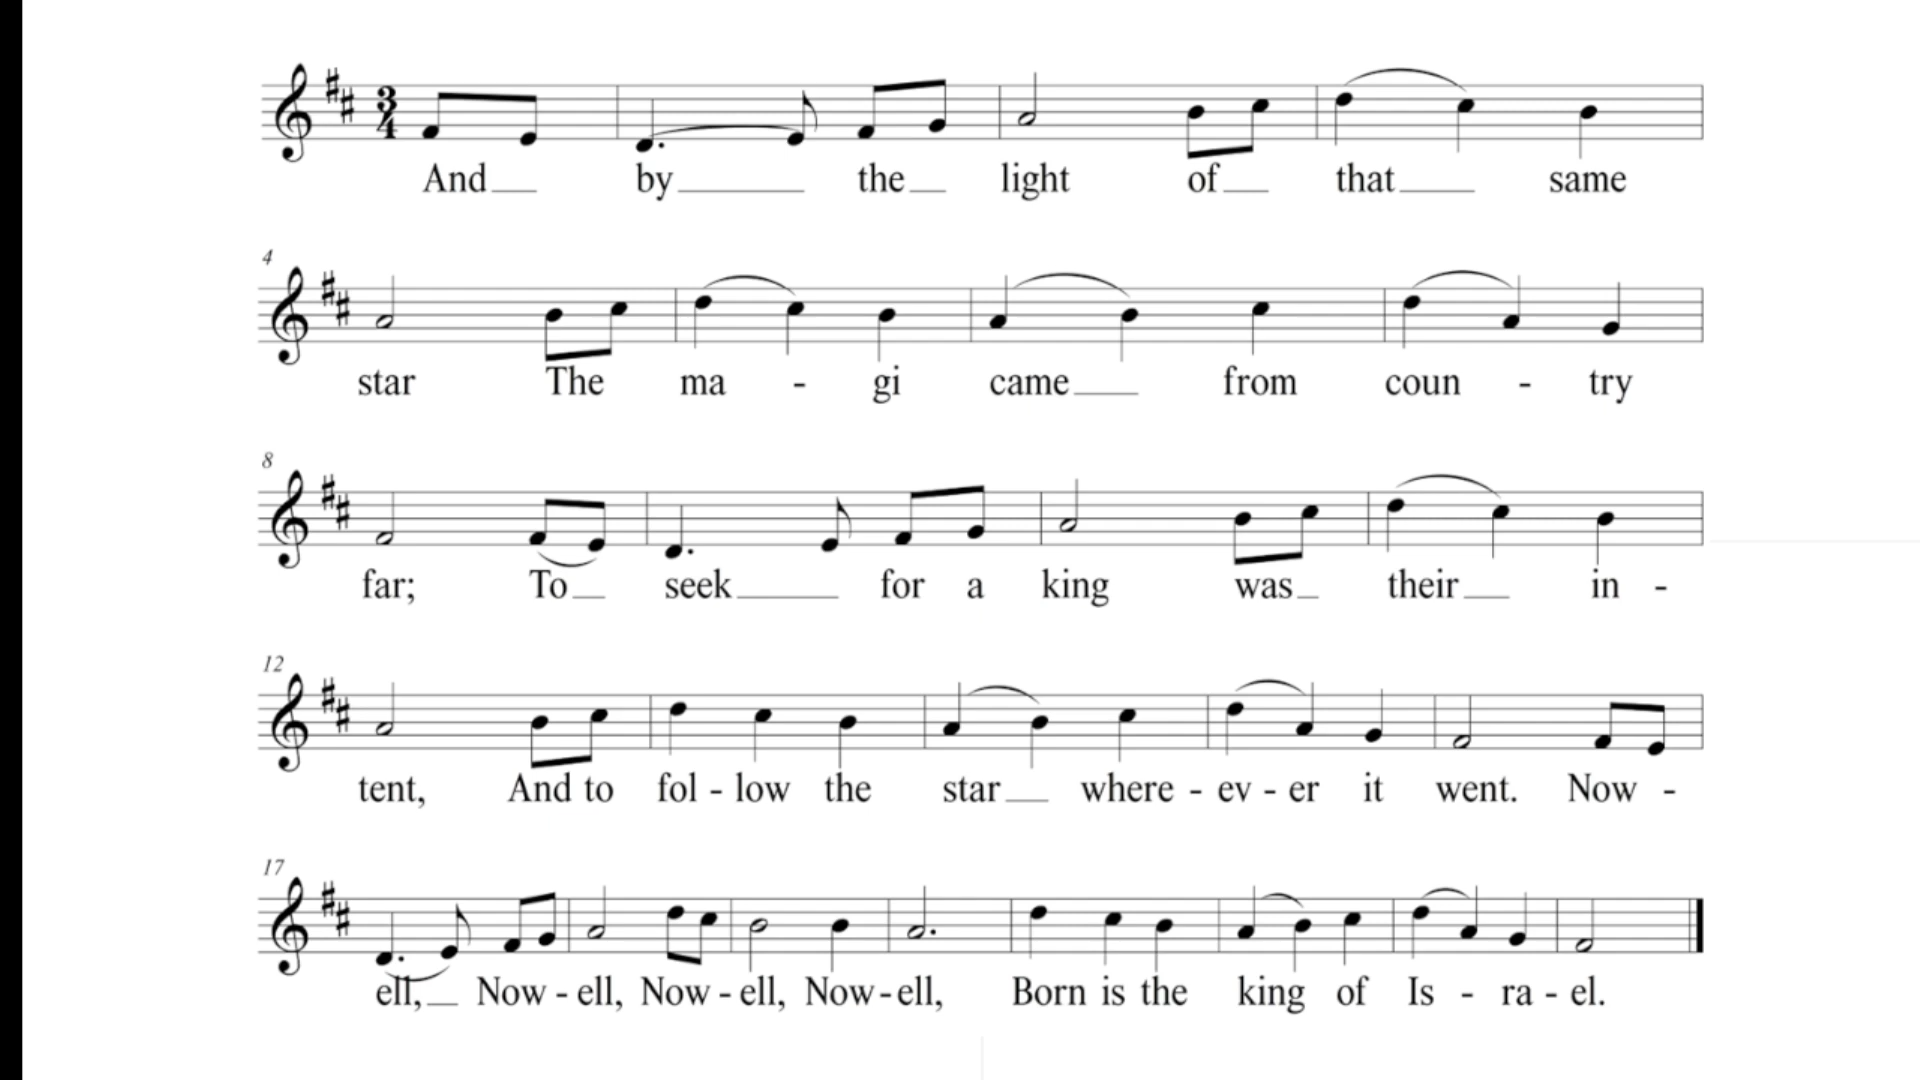 3
4
And by the light of that same
4
star The ma - gi came from coun - try
8
far; To seek for a king was their in -
12
tent, And to fol - low the star where - ev - er it went. Now -
17
ell, Now - ell, Now - ell, Now - ell, Born is the king of Is - ra - el.